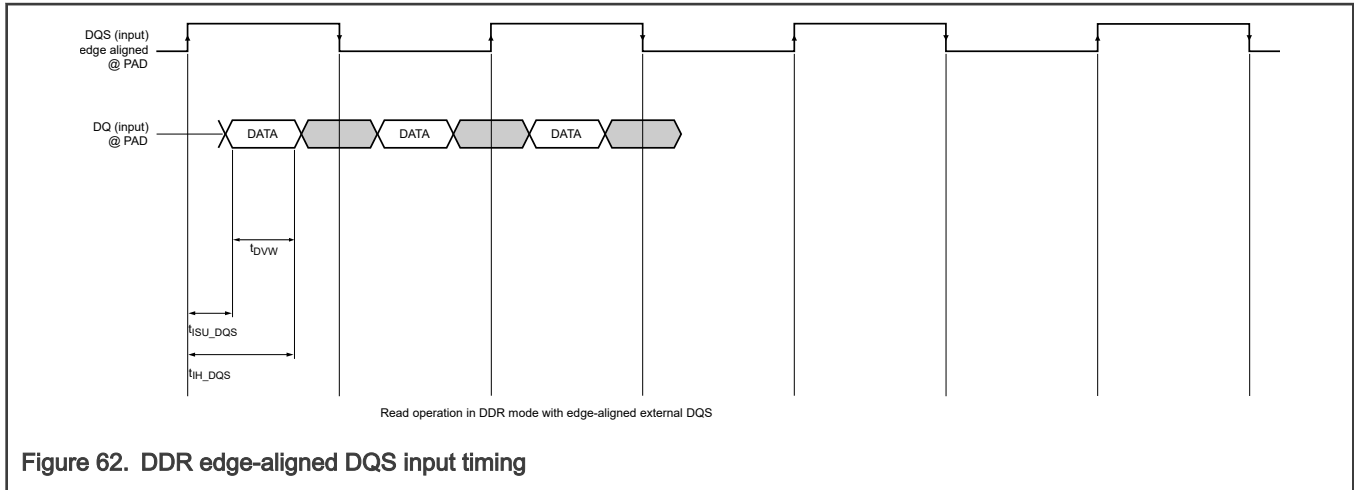 DQS (input)
edge aligned
@ PAD
DQ (input)
@ PAD
DATA
DATA
DATA
tDVW
tISU_DQS
tIH_DQS
Read operation in DDR mode with edge-aligned external DQS
Figure 62. DDR edge-aligned DQS input timing